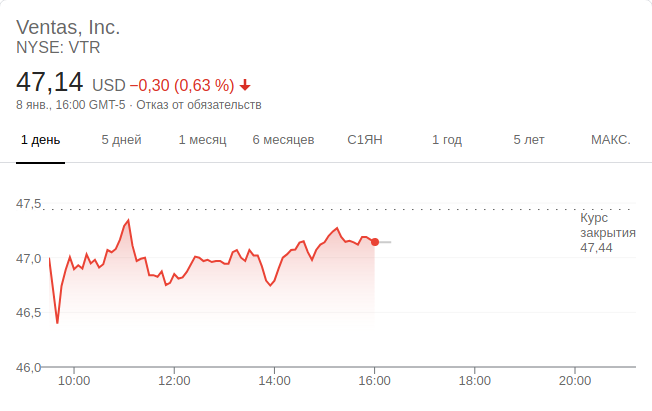 Ventas, Inc.
NYSE: VTR
47,14 USD −0,30 (0,63 %)
8 янв., 16:00 GMT-5 · Отказ от обязательств
1 день 5 дней 1 месяц 6 месяцев С1ЯН 1 год 5 лет МАКС.
47,5
Курс
закрытия
47,44
47,0
46,5
46,0
10:00 12:00 14:00 16:00 18:00 20:00